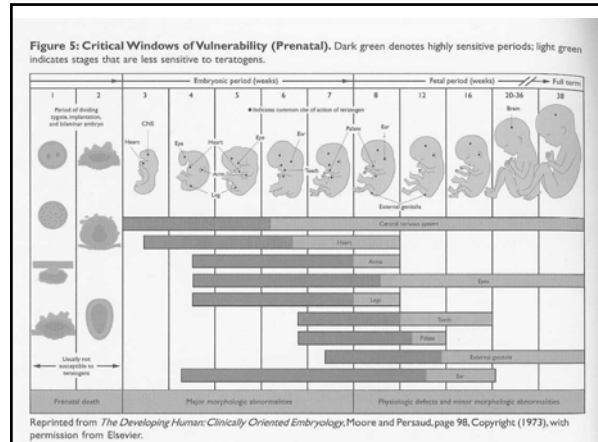 Figure 5: Critical Windows of Vulnerability (Prenatal). Dark green denotes highly sensitive periods; light green
indicates stages that are less sensitive to teratogens.
Embryonic period (weeks) Fetal period (weeks) Full term
1 2 3 4 5 6 7 8 12 16 20-36 38
Period of dividing
zygote, implantation,
and bilaminar embryo
• Indicates common site of action of teratogen
CNS
Heart
Eye
Heart
Arm
Leg
Eye
Ear
Teeth
Palate
Ear
External genitalia
Brain
Central nervous system
Heart
Arms
Eyes
Legs
Teeth
Palate
External genitalia
Ear
Usually not
susceptible to
teratogens
Prenatal death Major morphologic abnormalities Physiologic defects and minor morphologic abnormalities
Reprinted from The Developing Human: Clinically Oriented Embryology, Moore and Persaud, page 98, Copyright (1973), with
permission from Elsevier.